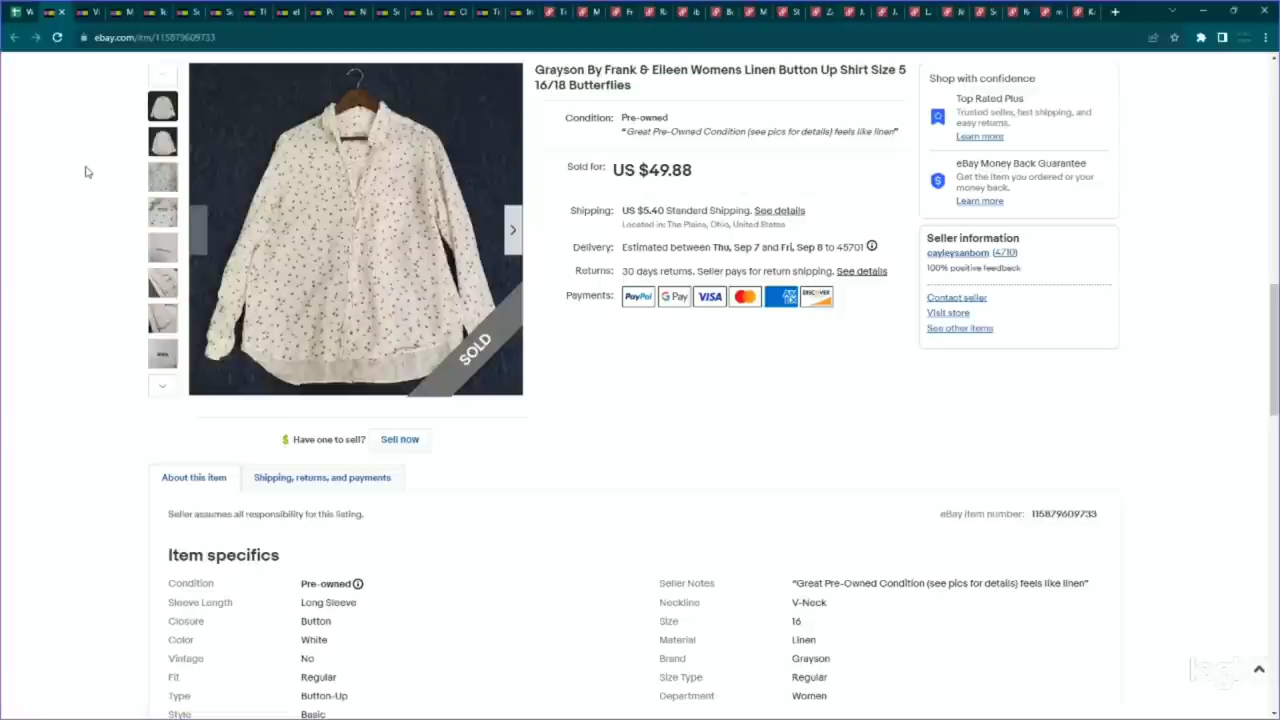 ebay.com/itm/115879609733
Grayson By Frank & Eileen Womens Linen Button Up Shirt Size 5
16/18 Butterflies
Condition: Pre-owned
"Great Pre-Owned Condition (see pics for details) feels like linen"
Sold for: US $49.88
Shipping: US $5.40 Standard Shipping. See details
Located in: The Plains, Ohio, United States
Delivery: Estimated between Thu, Sep 7 and Fri, Sep 8 to 45701
Returns: 30 days returns. Seller pays for return shipping. See details
Payments: PayPal G Pay VISA DISCOVER
SOLD
Shop with confidence
Top Rated Plus
Trusted seller, fast shipping, and
easy returns.
Learn more
eBay Money Back Guarantee
Get the item you ordered or your
money back.
Learn more
Seller information
cayleysanborn (4710)
100% positive feedback
Contact seller
Visit store
See other items
Have one to sell? Sell now
About this item Shipping, returns, and payments
Seller assumes all responsibility for this listing. eBay item number: 115879609733
Item specifics
Condition Pre-owned Seller Notes "Great Pre-Owned Condition (see pics for details) feels like linen"
Sleeve Length Long Sleeve Neckline V-Neck
Closure Button Size 16
Color White Material Linen
Vintage No Brand Grayson
Fit Regular Size Type Regular
Type Button-Up Department Women
Style Basic